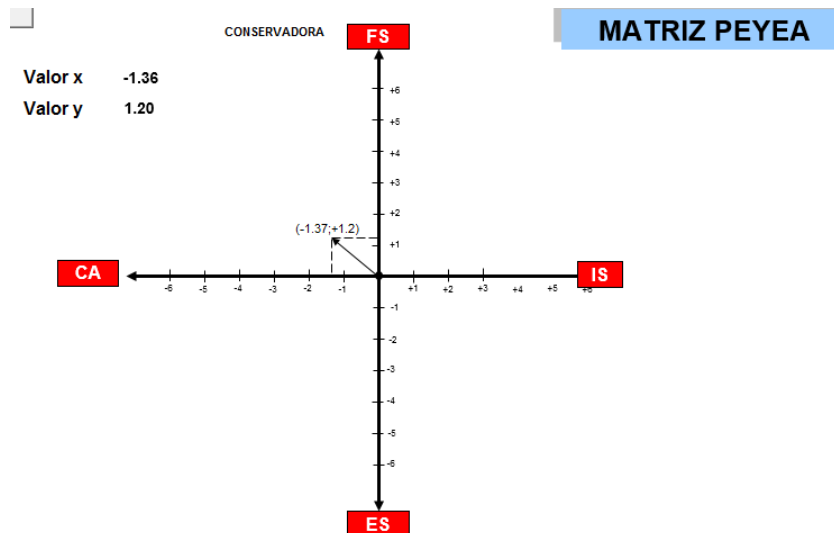 CONSERVADORA
FS
MATRIZ PEYEA
Valor x -1.36
Valor y 1.20
+6
+5
+4
+3
+2
+1
(-1.37;+1.2)
CA
IS
-6 -5 -4 -3 -2 -1 +1 +2 +3 +4 +5 +6
-1
-2
-3
-4
-5
-6
ES